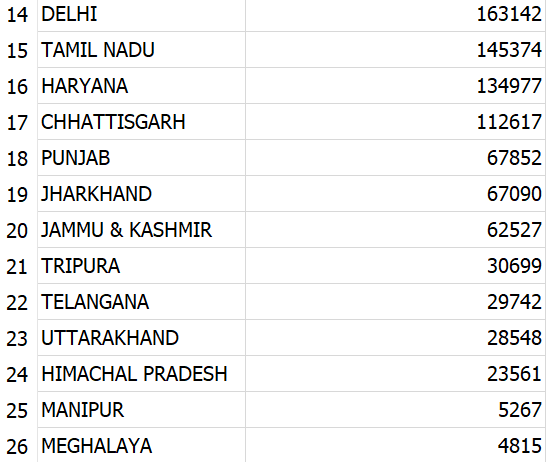 14 DELHI 163142
15 TAMIL NADU 145374
16 HARYANA 134977
17 CHHATTISGARH 112617
18 PUNJAB 67852
19 JHARKHAND 67090
20 JAMMU & KASHMIR 62527
21 TRIPURA 30699
22 TELANGANA 29742
23 UTTARAKHAND 28548
24 HIMACHAL PRADESH 23561
25 MANIPUR 5267
26 MEGHALAYA 4815